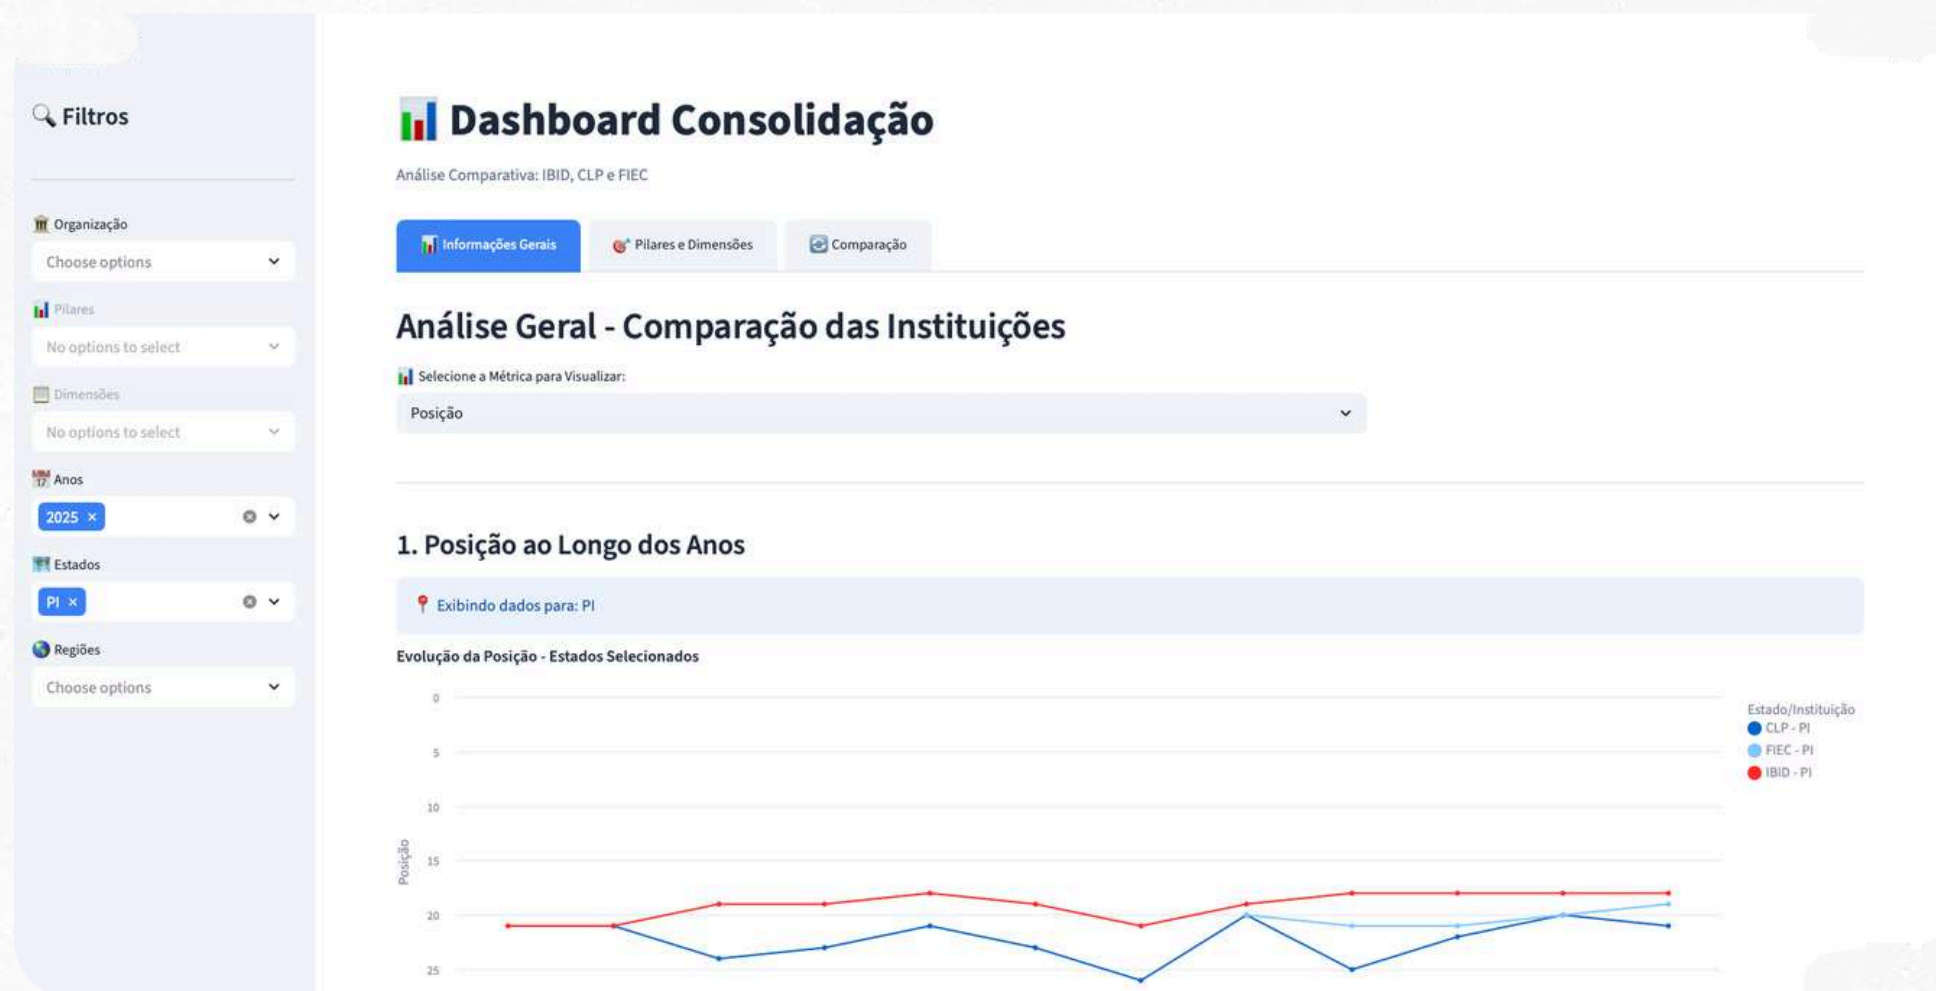 Filtros
Organização
Choose options
Pilares
No options to select
Dimensões
No options to select
Anos
2025 ×
Estados
PI ×
Regiões
Choose options
Dashboard Consolidação
Análise Comparativa: IBID, CLP e FIEC
Informações Gerais
Pilares e Dimensões
Comparação
Análise Geral - Comparação das Instituições
Selecione a Métrica para Visualizar:
Posição
1. Posição ao Longo dos Anos
Exibindo dados para: PI
Evolução da Posição - Estados Selecionados
0
5
10
15
20
25
Posição
Estado/Instituição
CLP - PI
FIEC - PI
IBID - PI